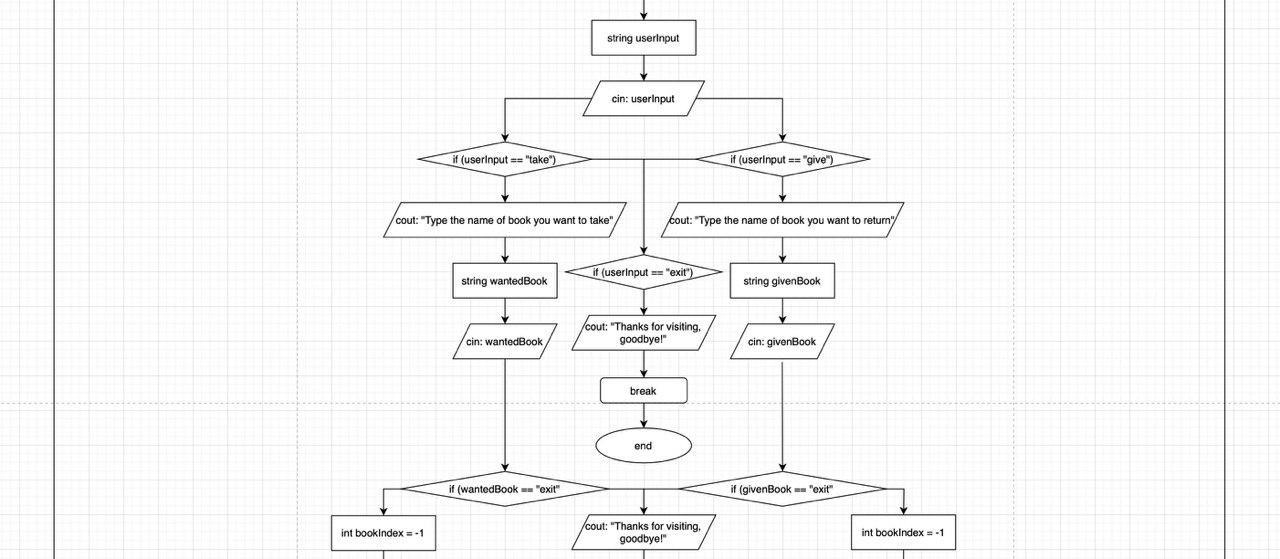 string userInput
cin: userInput
if (userInput == "take")
if (userInput == "give")
cout: "Type the name of book you want to take"
cout: "Type the name of book you want to return"
string wantedBook
if (userInput == "exit")
string givenBook
cin: wantedBook
cout: "Thanks for visiting,
goodbye!"
cin: givenBook
break
end
if (wantedBook == "exit"
if (givenBook == "exit"
int bookIndex = -1
cout: "Thanks for visiting,
goodbye!"
int bookIndex = -1